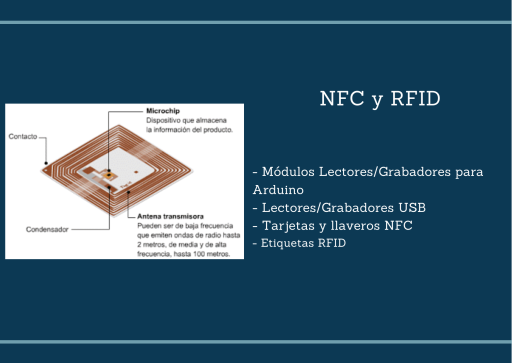 NFC y RFID
Microchip
Dispositivo que almacena
la información del producto.
Contacto
Condensador
Antena transmisora
Pueden ser de baja frecuencia
que emiten ondas de radio hasta
2 metros, de media y de alta
frecuencia, hasta 100 metros.
- Módulos Lectores/Grabadores para
Arduino
- Lectores/Grabadores USB
- Tarjetas y llaveros NFC
- Etiquetas RFID